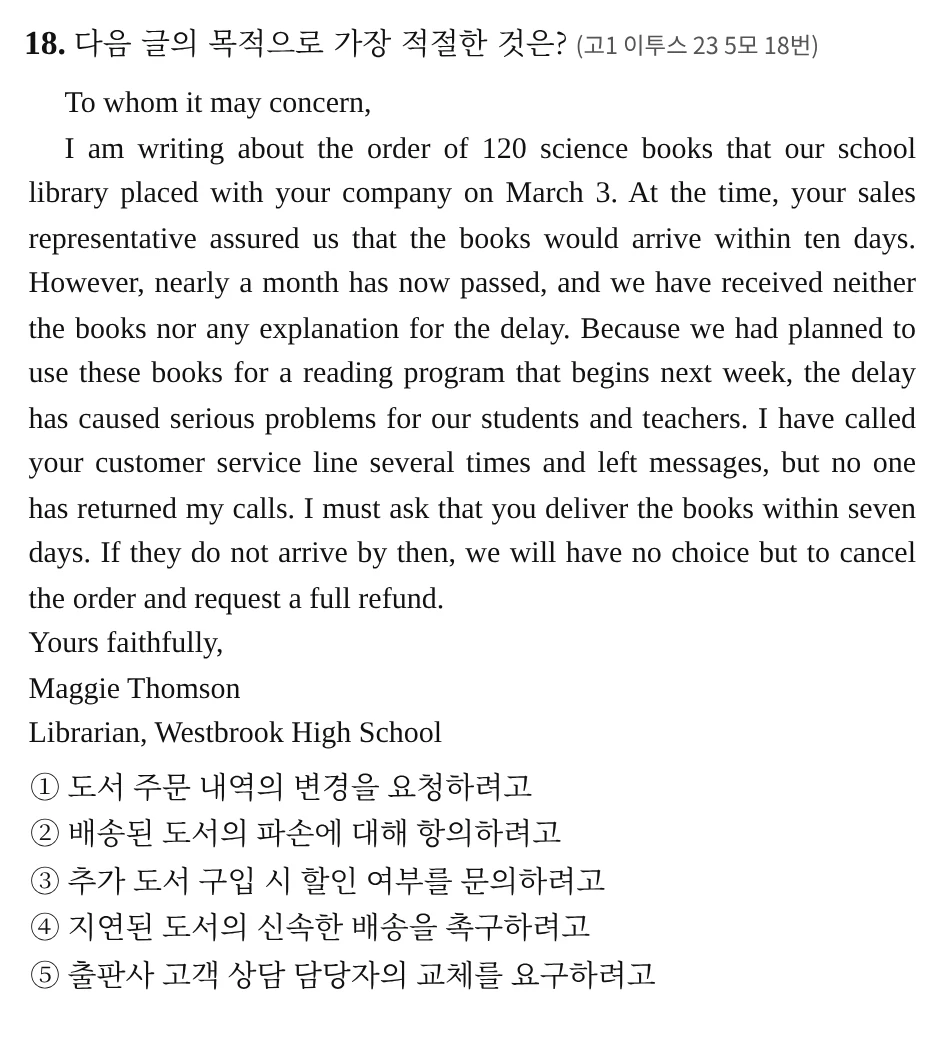 18. 다음 글의 목적으로 가장 적절한 것은? (고1 이투스 23 5모 18번)
To whom it may concern,
I am writing about the order of 120 science books that our school
library placed with your company on March 3. At the time, your sales
representative assured us that the books would arrive within ten days.
However, nearly a month has now passed, and we have received neither
the books nor any explanation for the delay. Because we had planned to
use these books for a reading program that begins next week, the delay
has caused serious problems for our students and teachers. I have called
your customer service line several times and left messages, but no one
has returned my calls. I must ask that you deliver the books within seven
days. If they do not arrive by then, we will have no choice but to cancel
the order and request a full refund.
Yours faithfully,
Maggie Thomson
Librarian, Westbrook High School
① 도서 주문 내역의 변경을 요청하려고
② 배송된 도서의 파손에 대해 항의하려고
③ 추가 도서 구입 시 할인 여부를 문의하려고
④ 지연된 도서의 신속한 배송을 촉구하려고
⑤ 출판사 고객 상담 담당자의 교체를 요구하려고